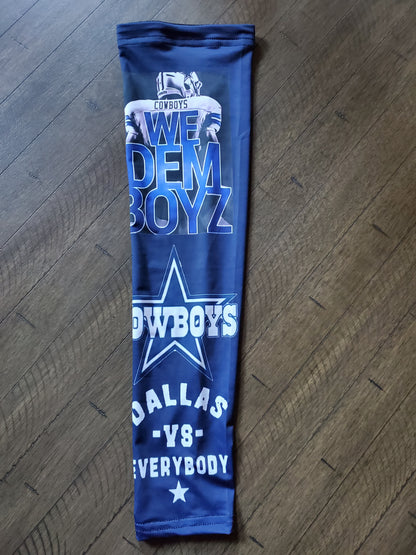 COWBOYS
WE
DEM
BOYZ
COWBOYS
DALLAS
-VS-
EVERYBODY